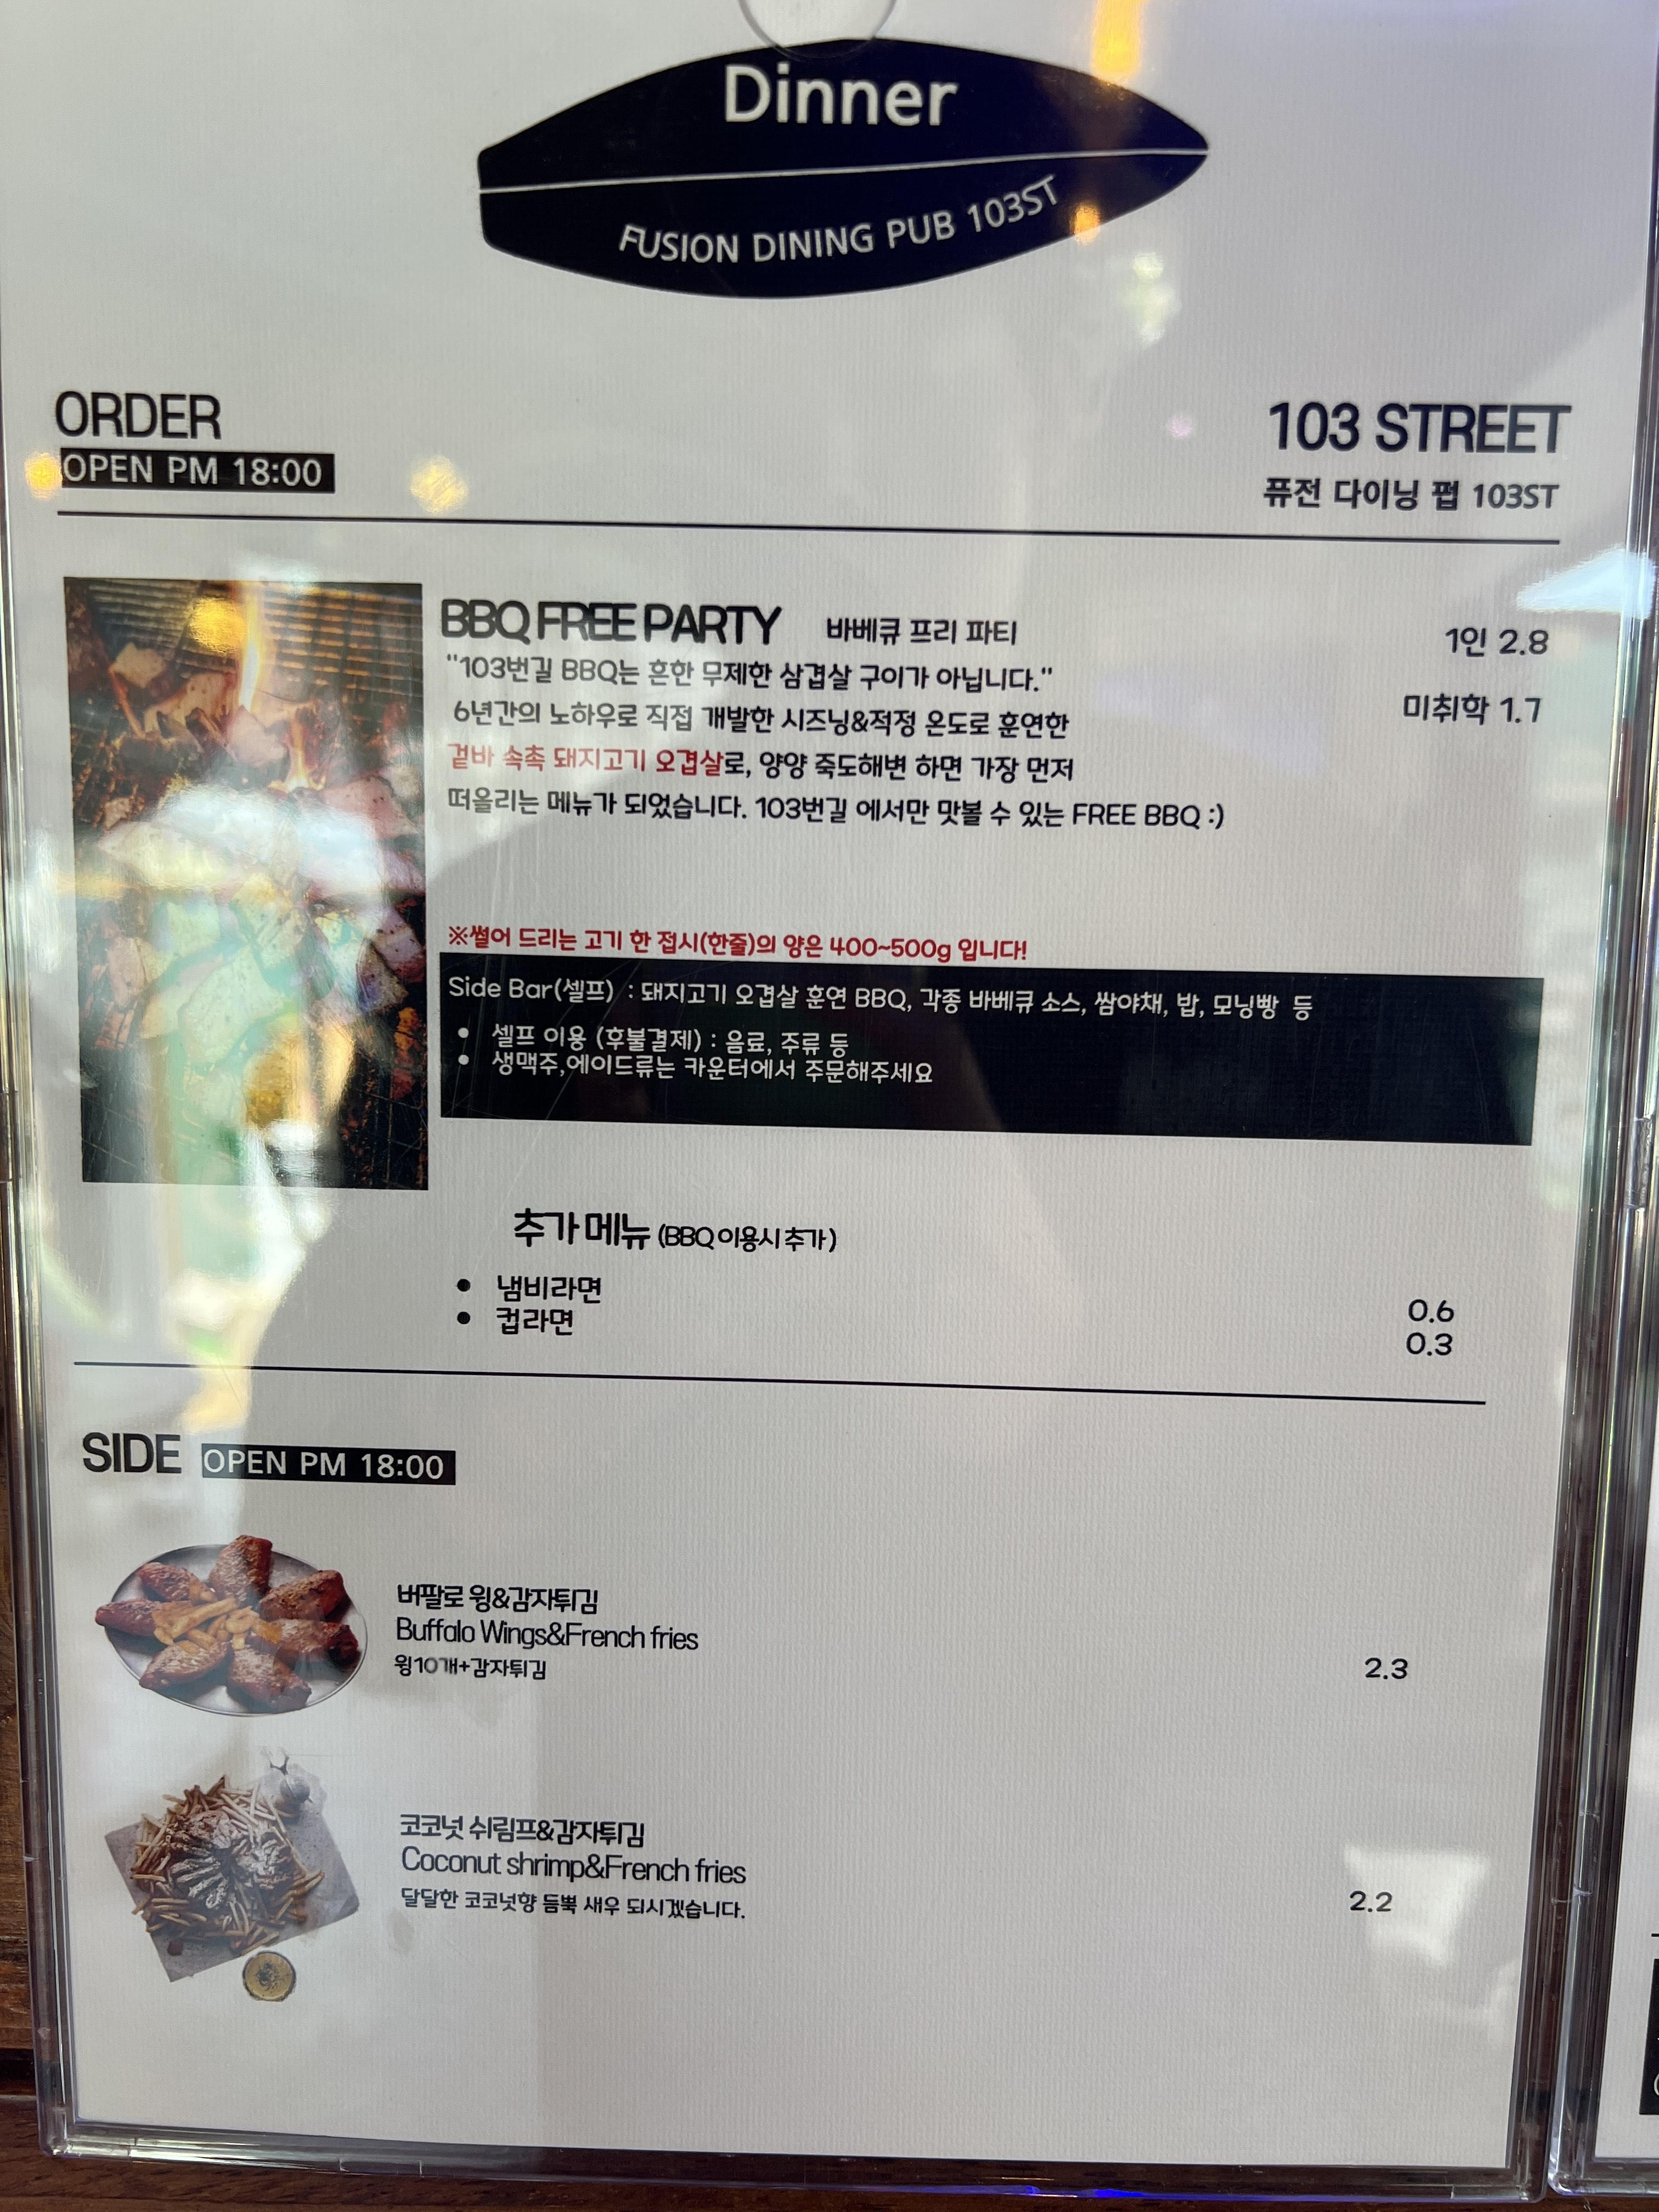 Dinner
FUSION DINING PUB 103ST
ORDER
OPEN PM 18:00
103 STREET
퓨전 다이닝 펍 103ST
BBQ FREE PARTY 바베큐 프리 파티
1인 2.8
"103번길 BBQ는 흔한 무제한 삼겹살 구이가 아닙니다."
미취학 1.7
6년간의 노하우로 직접 개발한 시즈닝&적정 온도로 훈연한
겉바 속촉 돼지고기 오겹살로, 양양 죽도해변 하면 가장 먼저
떠올리는 메뉴가 되었습니다. 103번길 에서만 맛볼 수 있는 FREE BBQ :)
※썰어 드리는 고기 한 접시(한줄)의 양은 400~500g 입니다!
Side Bar(셀프) : 돼지고기 오겹살 훈연 BBQ, 각종 바베큐 소스, 쌈야채, 밥, 모닝빵 등
• 셀프 이용 (후불결제) : 음료, 주류 등
• 생맥주,에이드류는 카운터에서 주문해주세요
추가 메뉴 (BBQ 이용시 추가)
• 냄비라면 0.6
• 컵라면 0.3
SIDE OPEN PM 18:00
버팔로 윙&감자튀김
Buffalo Wings&French fries
윙10개+감자튀김 2.3
코코넛 쉬림프&감자튀김
Coconut shrimp&French fries
달달한 코코넛향 듬뿍 새우 되시겠습니다. 2.2